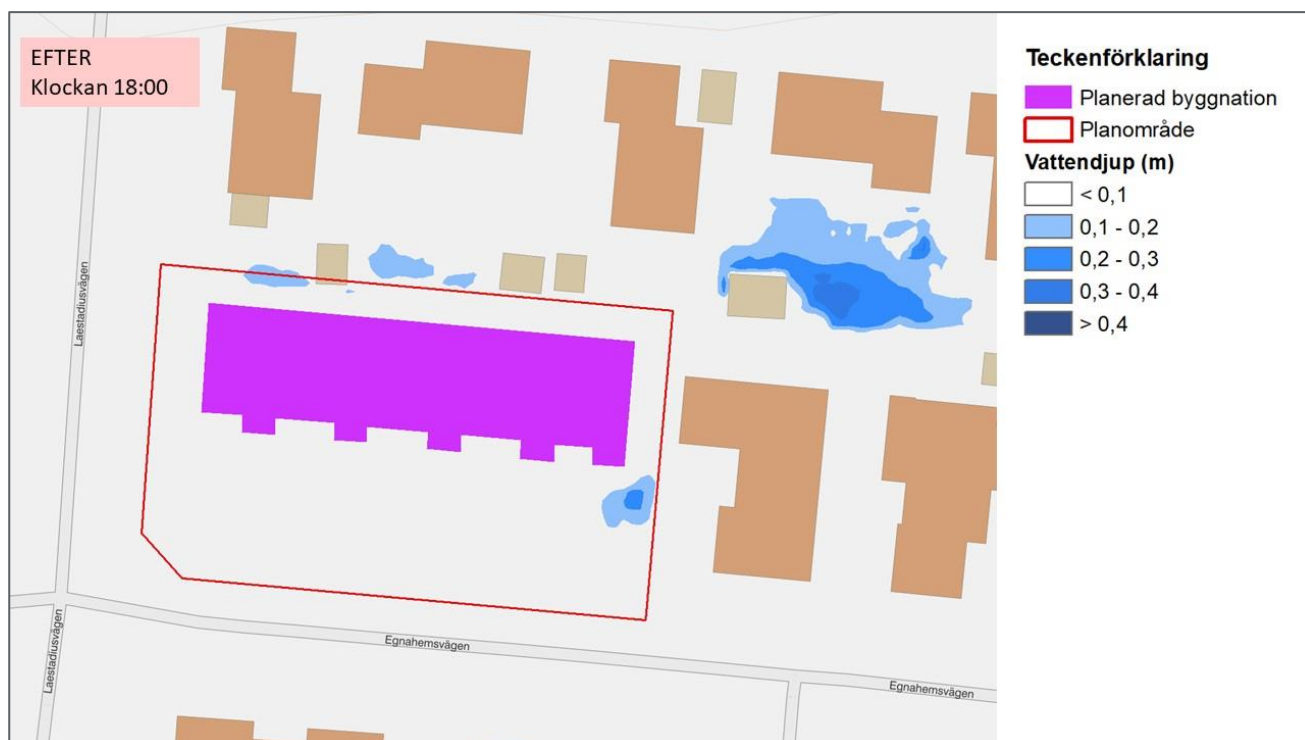 EFTER
Klockan 18:00
Laestadiusvägen
Laestadiusvägen
Egnahemsvägen
Egnahemsvägen
Teckenförklaring
Planerad byggnation
Planområde
Vattendjup (m)
< 0,1
0,1 - 0,2
0,2 - 0,3
0,3 - 0,4
> 0,4